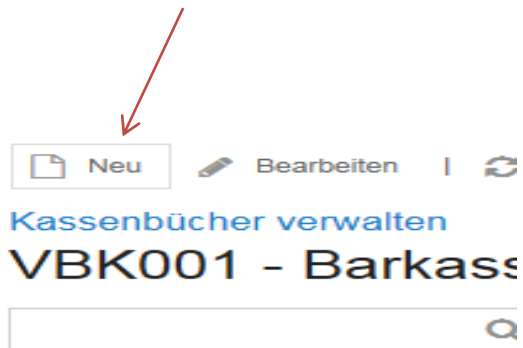 Neu Bearbeiten |
Kassenbücher verwalten
VBK001 - Barkass